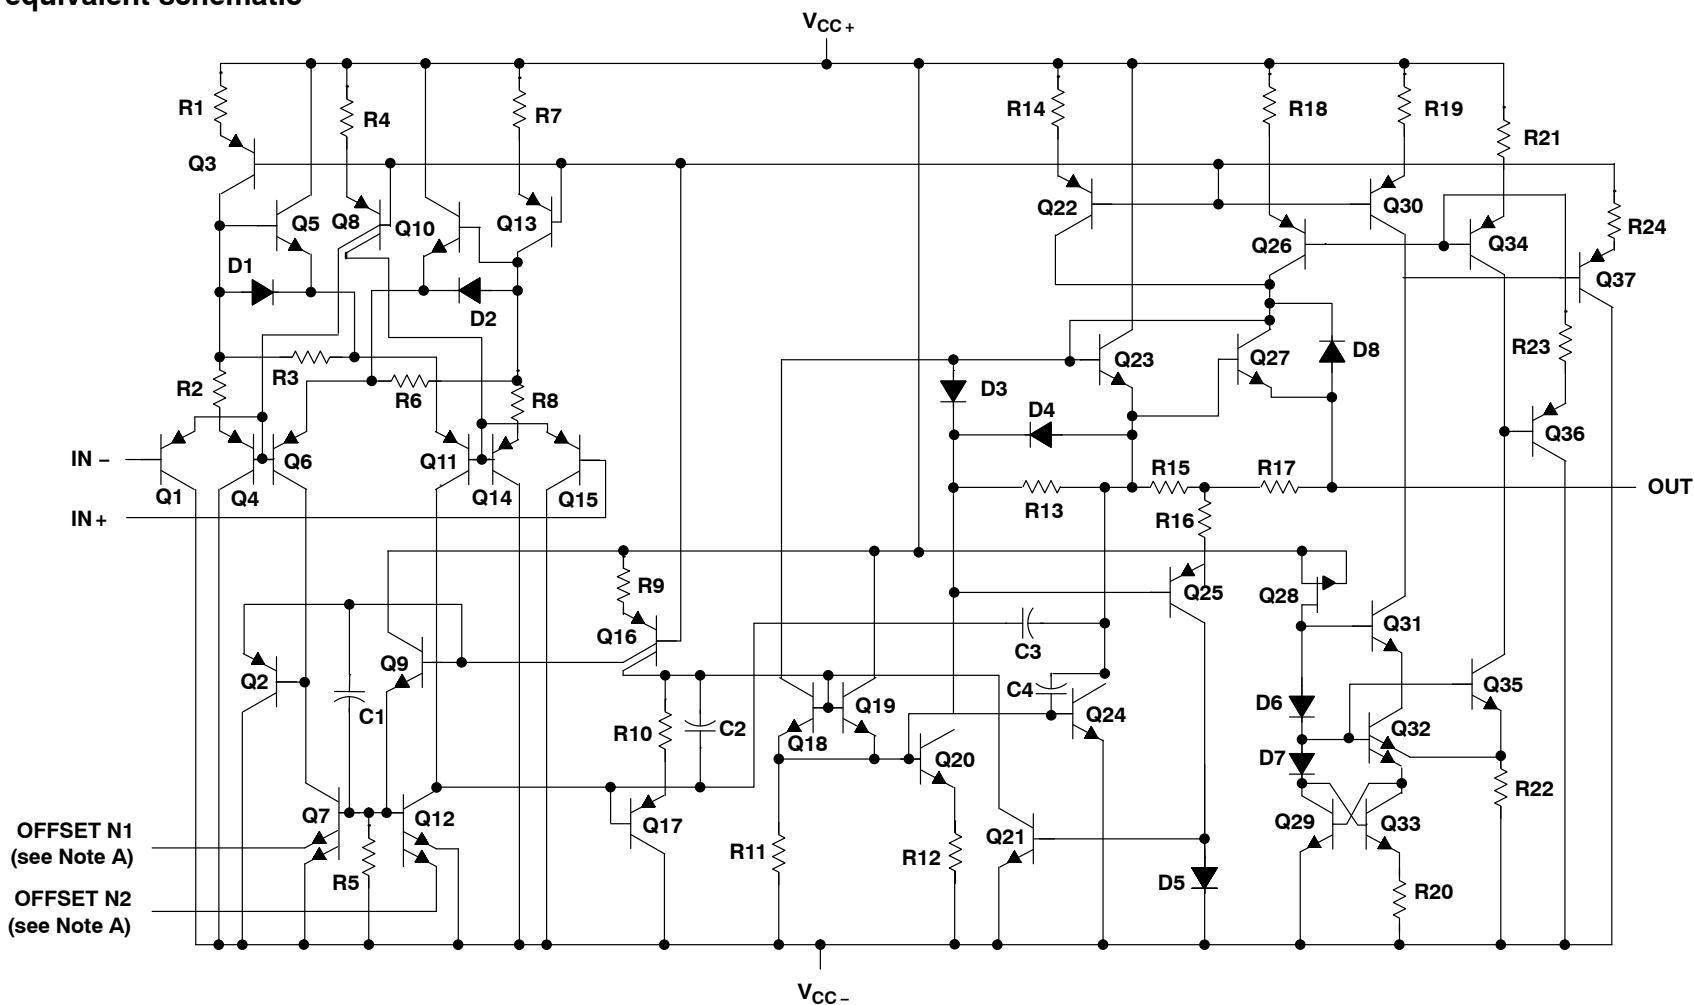 equivalent schematic
VCC+
R1
R4
R7
R14
R18
R19
R21
Q3
Q5
Q8
Q10
Q13
Q22
Q26
Q30
Q34
R24
Q37
D1
D2
R3
R2
R6
R8
Q23
Q27
D8
R23
D3
D4
Q36
IN −
Q1
Q4
Q6
Q11
Q14
Q15
IN +
R13
R15
R17
OUT
R16
R9
Q16
Q25
Q28
Q31
C3
Q2
Q9
C1
R10
C2
Q18
Q19
C4
Q24
D6
Q32
Q35
D7
Q20
R22
Q7
Q12
Q17
Q21
Q29
Q33
OFFSET N1
(see Note A)
R5
R11
R12
D5
R20
OFFSET N2
(see Note A)
VCC−